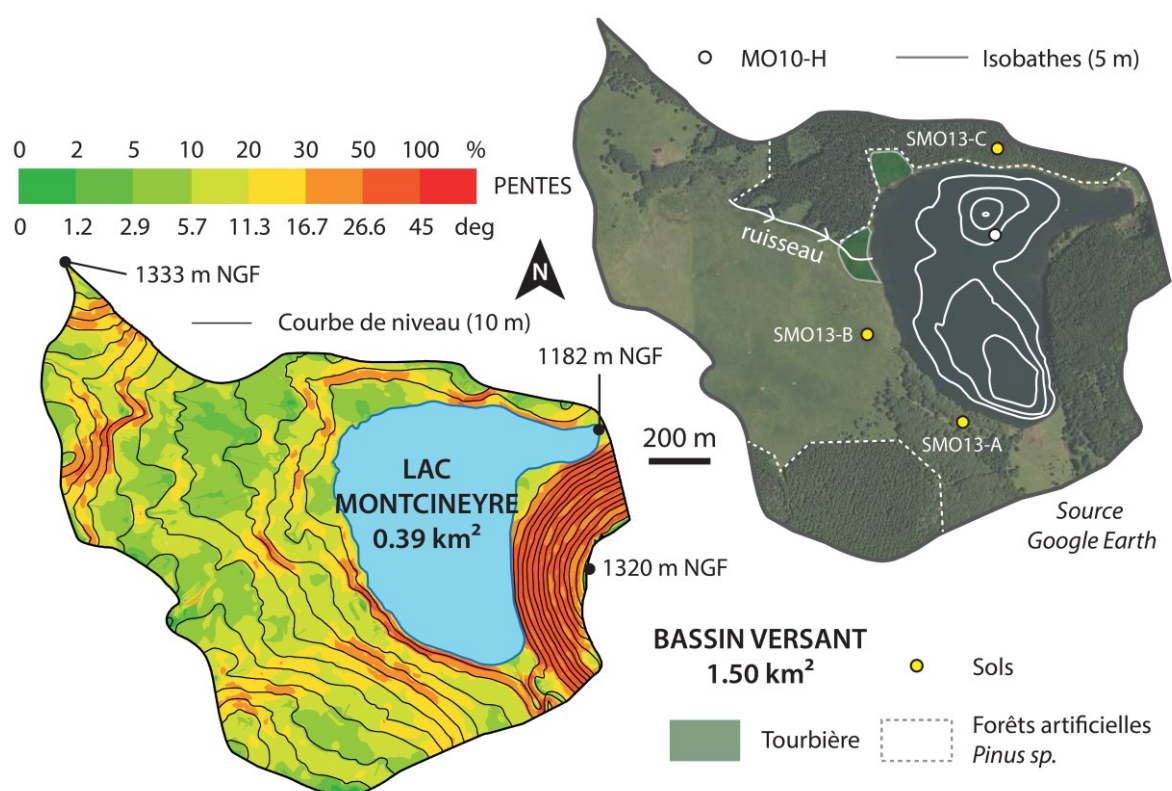 MO10-H
Isobathes (5 m)
SMO13-C
0 2 5 10 20 30 50 100 %
PENTES
0 1.2 2.9 5.7 11.3 16.7 26.6 45 deg
ruisseau
1333 m NGF
N
Courbe de niveau (10 m)
SMO13-B
1182 m NGF
200 m
SMO13-A
LAC
MONTCINEYRE
0.39 km²
Source
Google Earth
1320 m NGF
BASSIN VERSANT
1.50 km²
Sols
Tourbière
Forêts artificielles
Pinus sp.